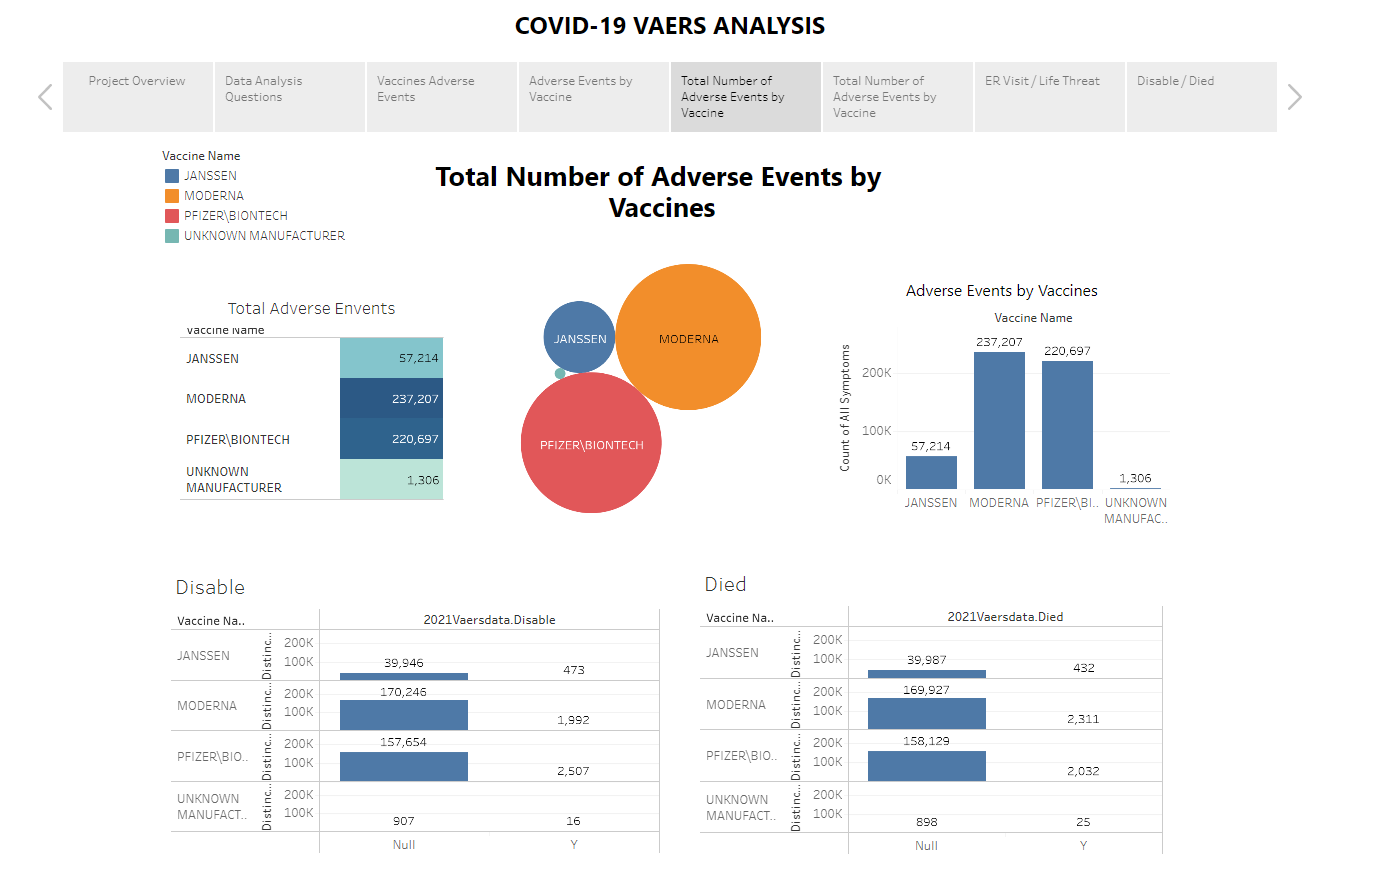 COVID-19 VAERS ANALYSIS
Project Overview
Data Analysis
Questions
Vaccines Adverse
Events
Adverse Events by
Vaccine
Total Number of
Adverse Events by
Vaccine
Total Number of
Adverse Events by
Vaccine
ER Visit / Life Threat
Disable / Died
Vaccine Name
JANSSEN
MODERNA
PFIZER\BIONTECH
UNKNOWN MANUFACTURER
Total Number of Adverse Events by
Vaccines
Total Adverse Envents
Vaccine Name
JANSSEN 57,214
MODERNA 237,207
PFIZER\BIONTECH 220,697
UNKNOWN
MANUFACTURER 1,306
JANSSEN
MODERNA
PFIZER\BIONTECH
Adverse Events by Vaccines
Vaccine Name
Count of All Symptoms
200K
100K
0K
57,214
237,207
220,697
1,306
JANSSEN
MODERNA
PFIZER\BI..
UNKNOWN
MANUFAC..
Disable
Vaccine Na..
2021Vaersdata.Disable
JANSSEN
Distinc..
200K
100K
39,946
473
MODERNA
Distinc..
200K
100K
170,246
1,992
PFIZER\BIO..
Distinc..
200K
100K
157,654
2,507
UNKNOWN
MANUFACT..
Distinc..
200K
100K
907
16
Null
Y
Died
Vaccine Na..
2021Vaersdata.Died
JANSSEN
Distinc..
200K
100K
39,987
432
MODERNA
Distinc..
200K
100K
169,927
2,311
PFIZER\BIO..
Distinc..
200K
100K
158,129
2,032
UNKNOWN
MANUFACT..
Distinc..
200K
100K
898
25
Null
Y